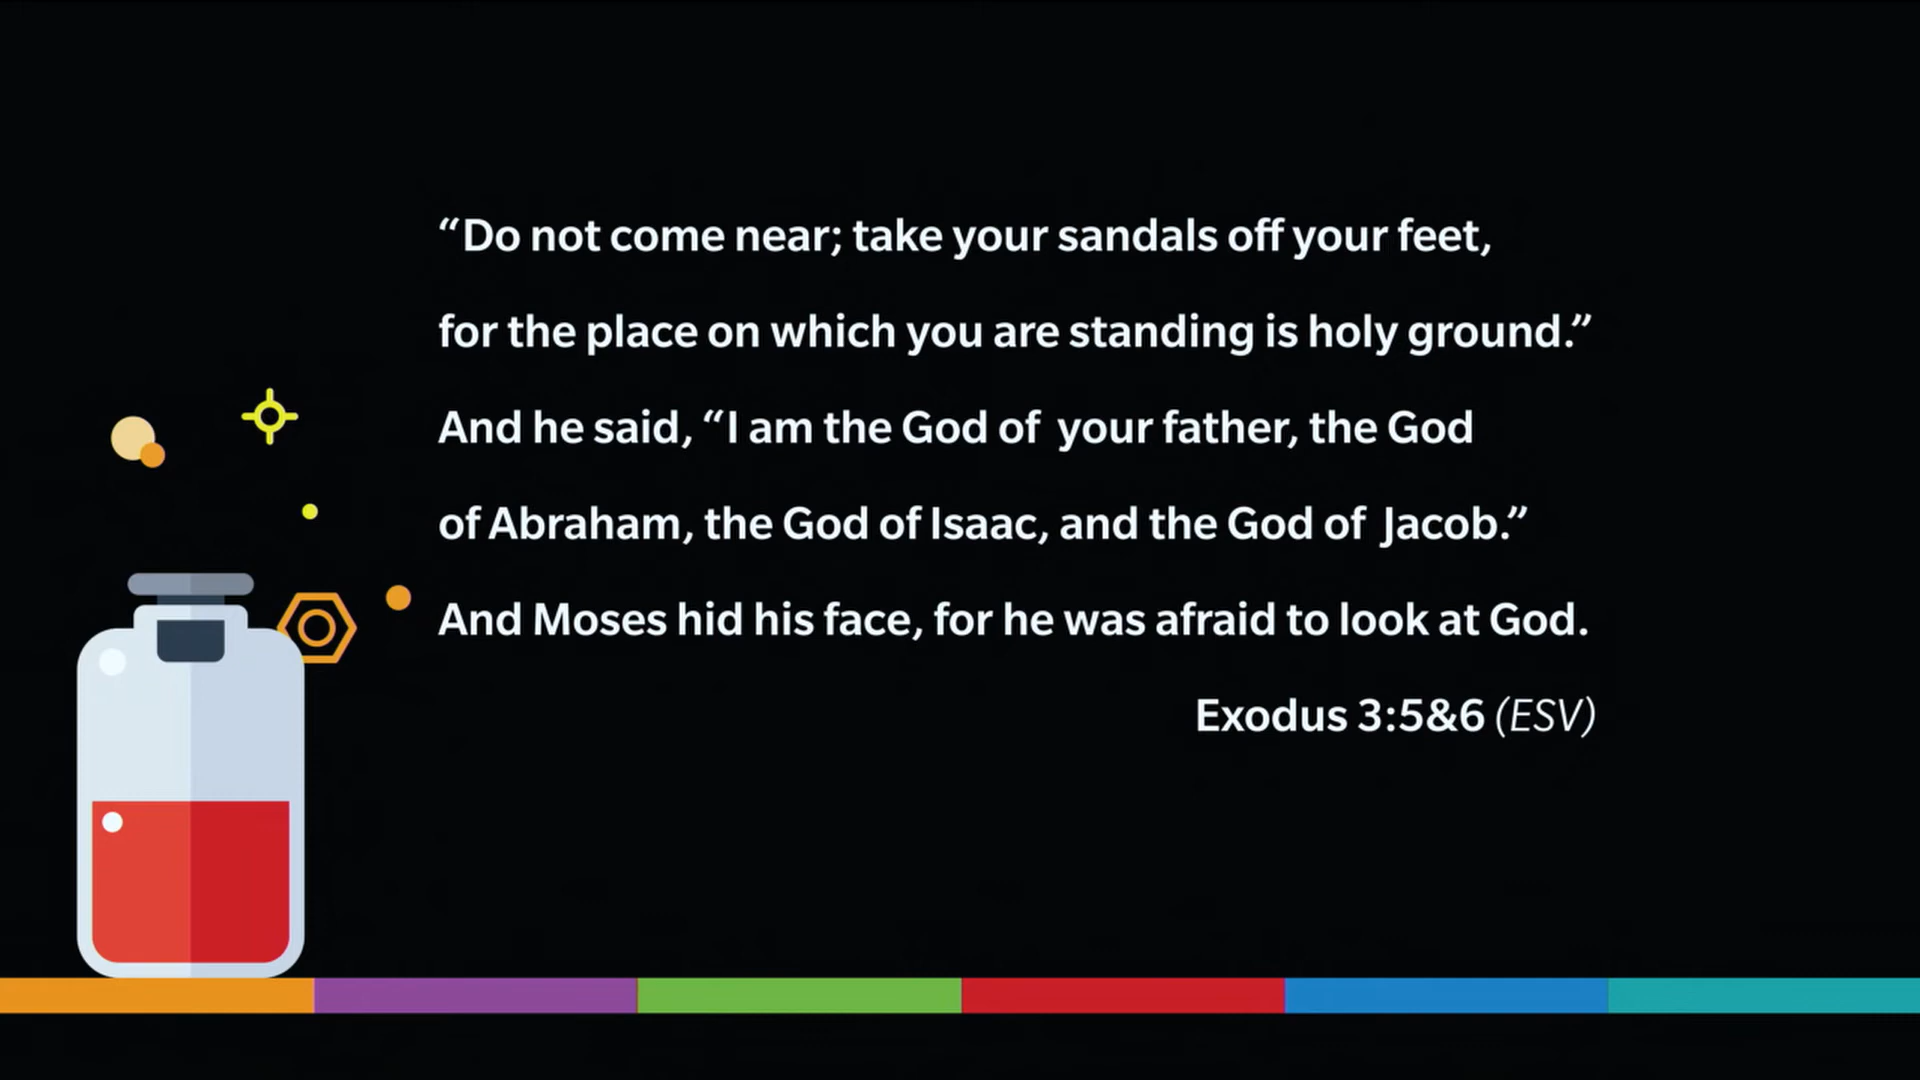 “Do not come near; take your sandals off your feet,
for the place on which you are standing is holy ground.”
And he said, “I am the God of your father, the God
of Abraham, the God of Isaac, and the God of Jacob.”
And Moses hid his face, for he was afraid to look at God.
Exodus 3:5&6 (ESV)